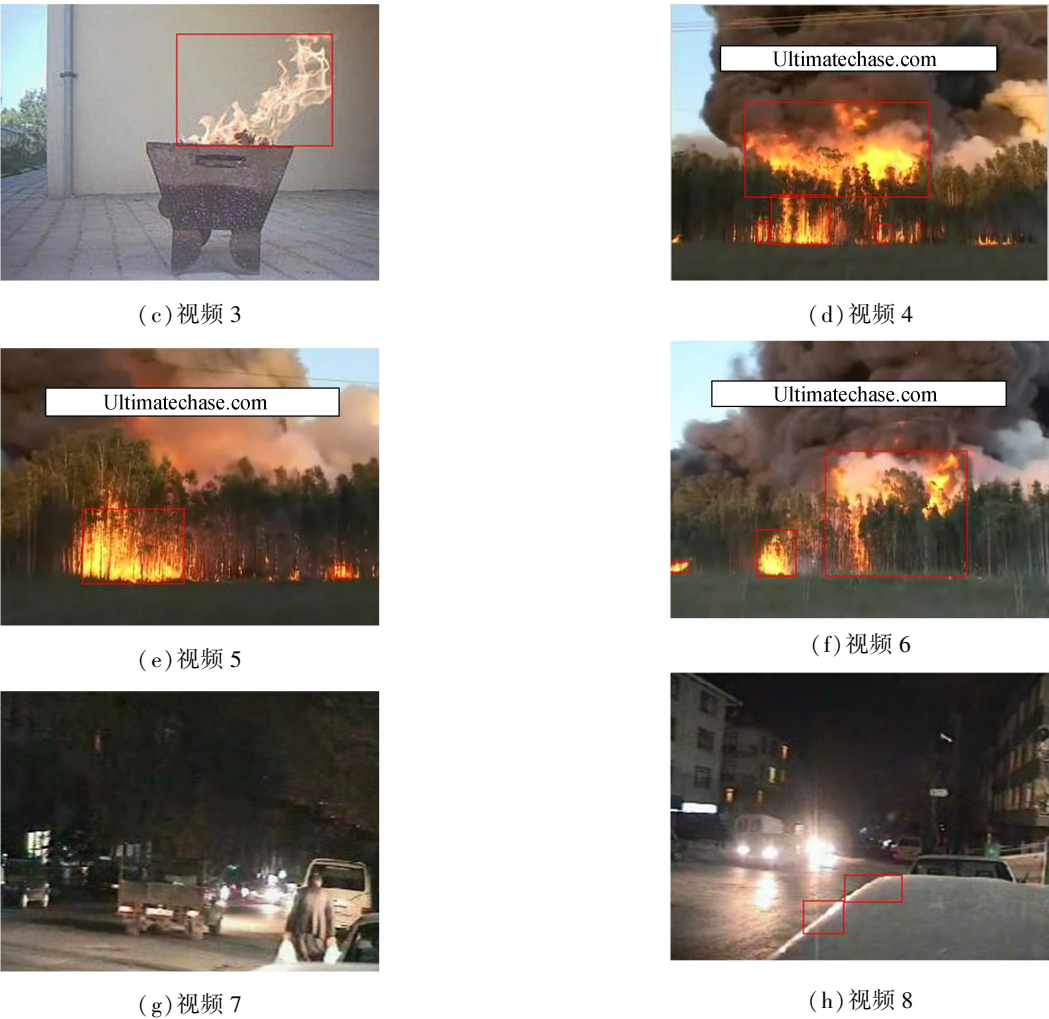 Ultimatechase.com
(c)视频 3
(d)视频 4
Ultimatechase.com
Ultimatechase.com
(e)视频 5
(f)视频 6
(g)视频 7
(h)视频 8